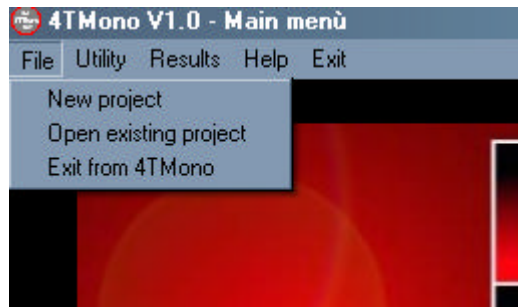 4TMono V1.0 - Main menù
File Utility Results Help Exit
New project
Open existing project
Exit from 4TMono